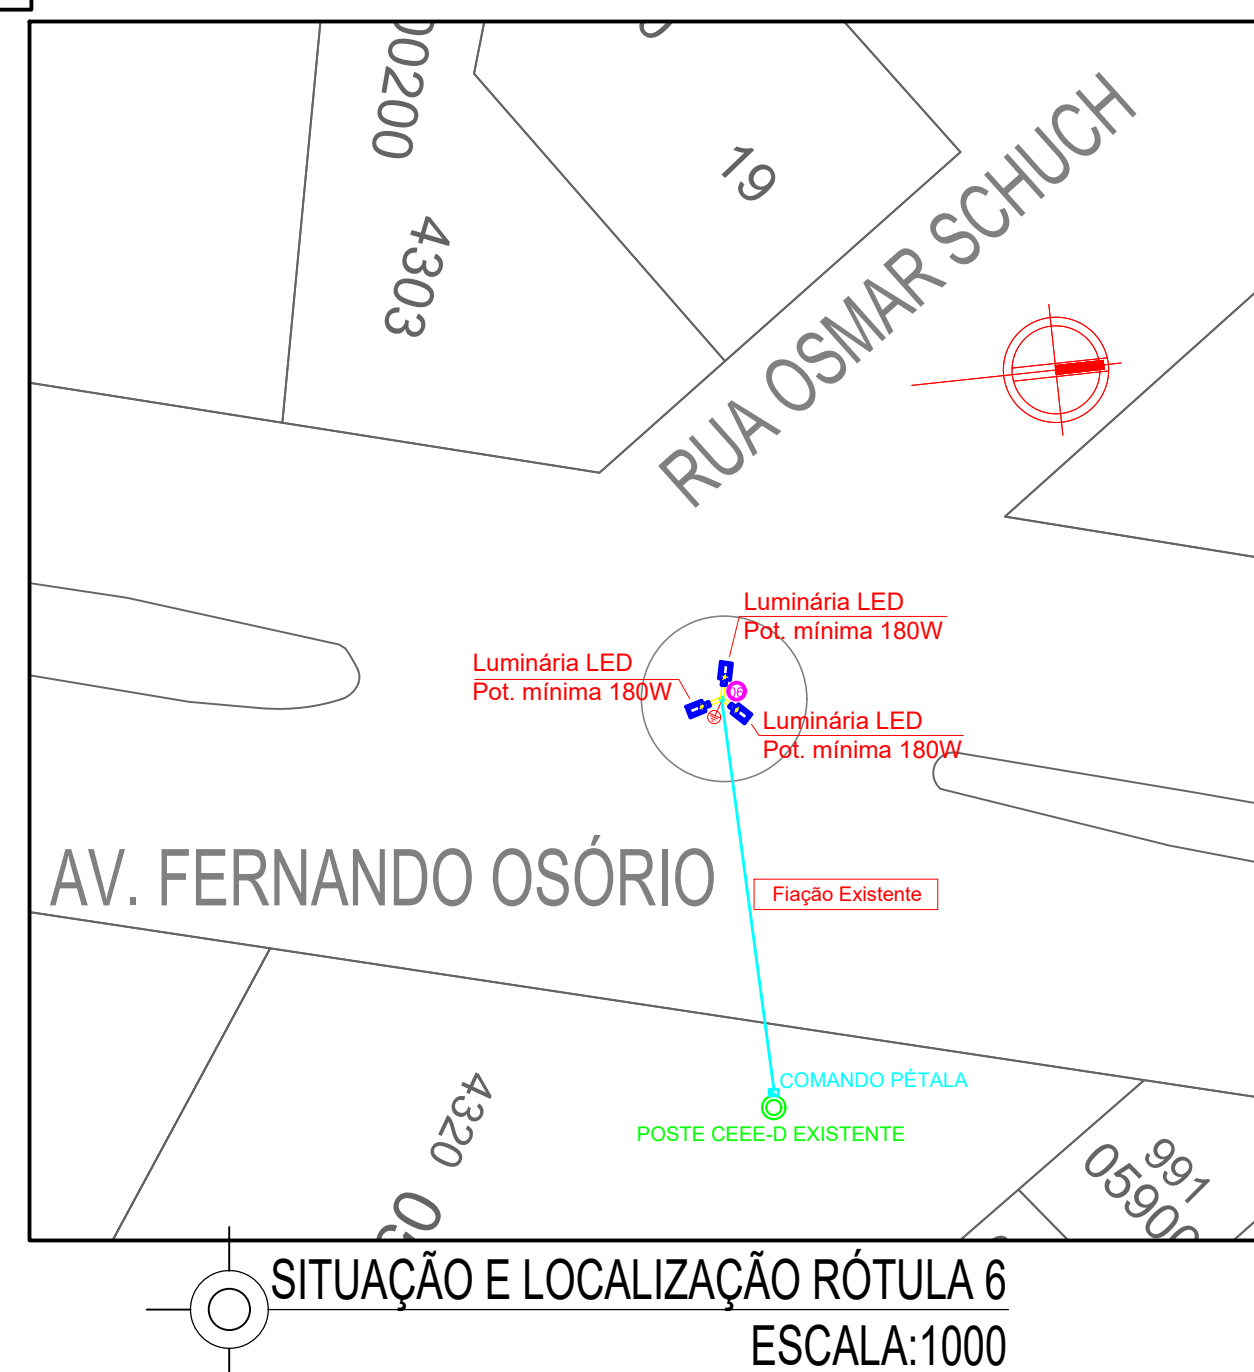 00200
4303
19
RUA OSMAR SCHUCH
Luminária LED
Pot. mínima 180W
Luminária LED
Pot. mínima 180W
06
Luminária LED
Pot. mínima 180W
AV. FERNANDO OSÓRIO
Fiação Existente
COMANDO PÉTALA
POSTE CEEE-D EXISTENTE
4320
991
05900
SITUAÇÃO E LOCALIZAÇÃO RÓTULA 6
ESCALA:1000